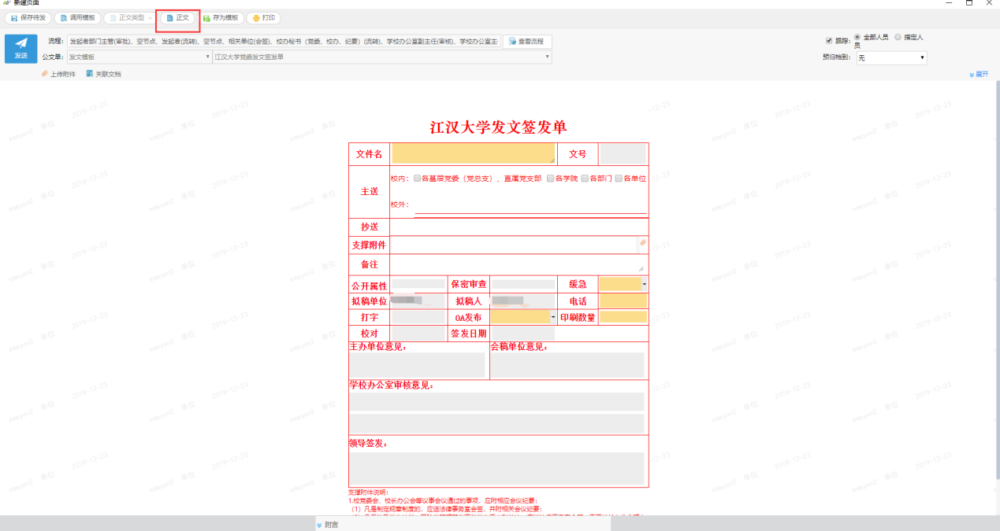 新建页面
保存待发 调用模板 正文类型 正文 存为模板 打印
发送
流程: 发起者部门主管(审批)、空节点、发起者(流转)、空节点、相关单位(会签)、校办秘书（党委、校办、纪要）(流转)、学校办公室副主任(审核)、学校办公室主 查看流程
跟踪: 全部人员 指定人员
公文单: 发文模板 江汉大学党委发文签发单
预归档到: 无
上传附件 关联文档
展开
江汉大学发文签发单
文件名 文号
主送 校内: 各基层党委（党总支）、直属党支部 各学院 各部门 各单位
校外:
抄送
支撑附件
备注
公开属性 保密审查 缓急
拟稿单位 拟稿人 电话
打字 OA发布 印刷数量
校对 签发日期
主办单位意见: 会稿单位意见:
学校办公室审核意见:
领导签发:
支撑附件说明:
1.校党委会、校长办公会等议事会议通过的事项，应附相应会议纪要;
（1）凡是制定规章制度的，应送法律事务室会签，并附相关会议纪要;
附言
seeyon2 单位 2019-12-23